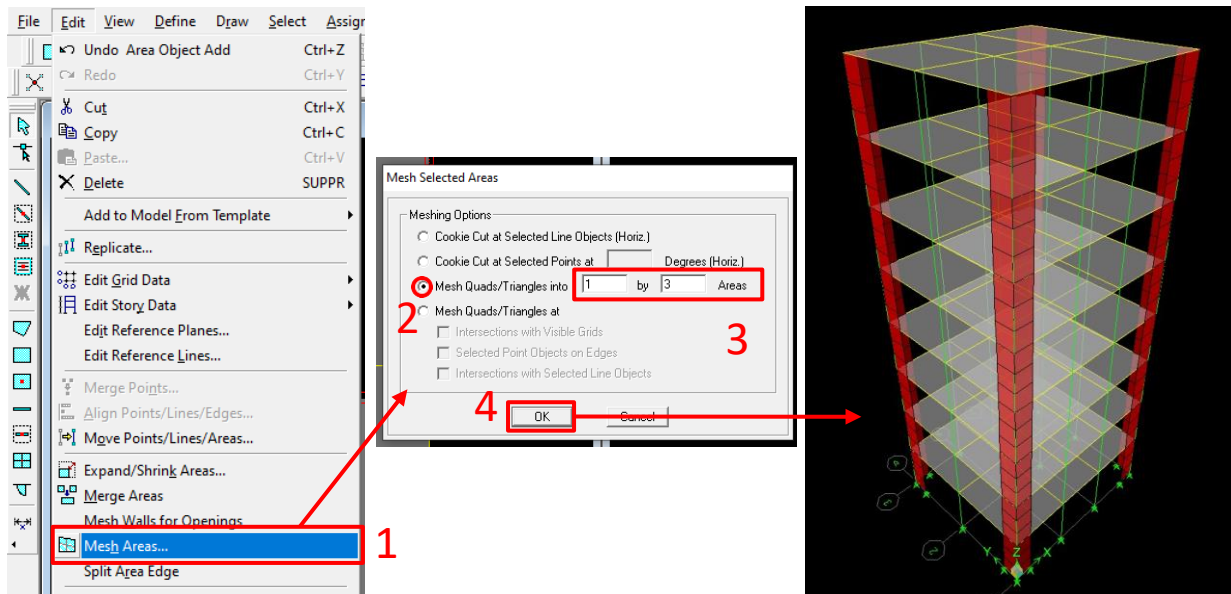 File Edit View Define Draw Select Assign
Undo Area Object Add Ctrl+Z
Redo Ctrl+Y
Cut Ctrl+X
Copy Ctrl+C
Paste... Ctrl+V
Delete SUPPR
Add to Model From Template
Replicate...
Edit Grid Data
Edit Story Data
Edit Reference Planes...
Edit Reference Lines...
Merge Points...
Align Points/Lines/Edges...
Move Points/Lines/Areas...
Expand/Shrink Areas...
Merge Areas
Mesh Walls for Openings
Mesh Areas...
1
Split Area Edge
Mesh Selected Areas
Meshing Options
Cookie Cut at Selected Line Objects (Horiz.)
Cookie Cut at Selected Points at Degrees (Horiz.)
Mesh Quads/Triangles into 1 by 3 Areas
2
3
Mesh Quads/Triangles at
Intersections with Visible Grids
Selected Point Objects on Edges
Intersections with Selected Line Objects
4
OK Cancel
Y Z X